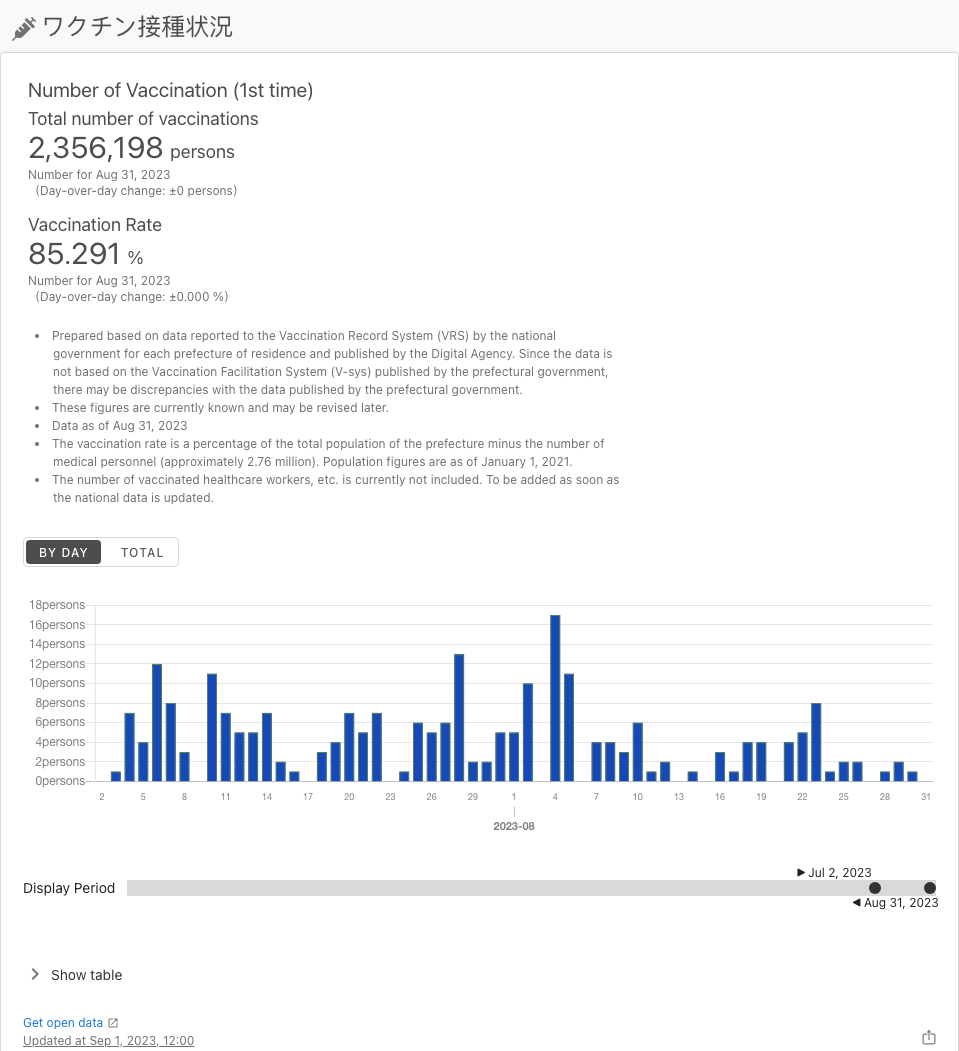 ワクチン接種状況
Number of Vaccination (1st time)
Total number of vaccinations
2,356,198 persons
Number for Aug 31, 2023
(Day-over-day change: ±0 persons)
Vaccination Rate
85.291 %
Number for Aug 31, 2023
(Day-over-day change: ±0.000 %)
• Prepared based on data reported to the Vaccination Record System (VRS) by the national
government for each prefecture of residence and published by the Digital Agency. Since the data is
not based on the Vaccination Facilitation System (V-sys) published by the prefectural government,
there may be discrepancies with the data published by the prefectural government.
• These figures are currently known and may be revised later.
• Data as of Aug 31, 2023
• The vaccination rate is a percentage of the total population of the prefecture minus the number of
medical personnel (approximately 2.76 million). Population figures are as of January 1, 2021.
• The number of vaccinated healthcare workers, etc. is currently not included. To be added as soon as
the national data is updated.
BY DAY TOTAL
18persons
16persons
14persons
12persons
10persons
8persons
6persons
4persons
2persons
0persons
2 5 8 11 14 17 20 23 26 29 1 4 7 10 13 16 19 22 25 28 31
2023-08
Jul 2, 2023
Display Period
Aug 31, 2023
Show table
Get open data
Updated at Sep 1, 2023, 12:00